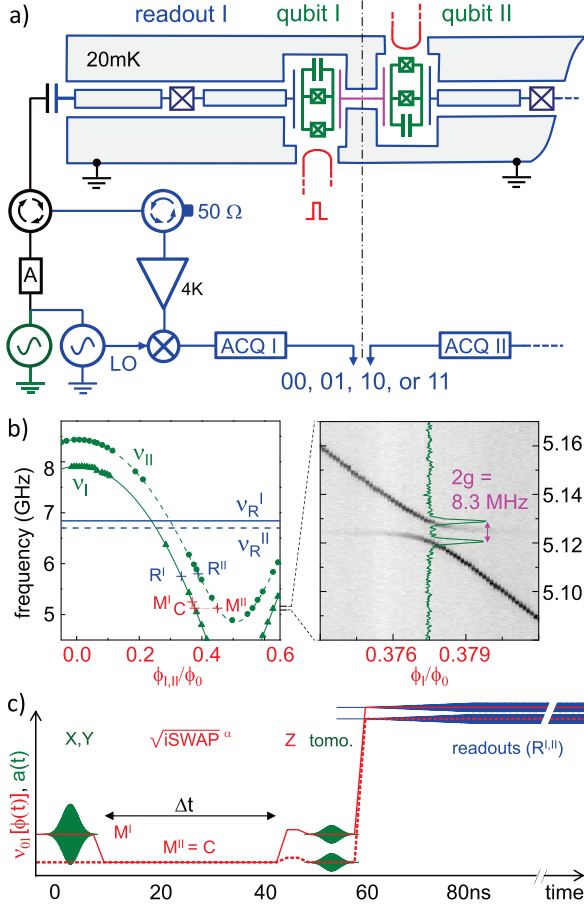 a)
readout I
qubit I
qubit II
20mK
50 Ω
A
4K
LO
ACQ I
ACQ II
00, 01, 10, or 11
b)
frequency (GHz)
8
7
6
5
ν_II
ν_I
ν_R^I
ν_R^II
R^I
R^II
M^I
C
M^II
0.0
0.2
0.4
0.6
ϕ_I,II/ϕ_0
2g =
8.3 MHz
5.16
5.14
5.12
5.10
0.376
0.379
ϕ_I/ϕ_0
c)
ν_01[ϕ(t)], a(t)
X,Y
√iSWAP ^α
Z
tomo.
readouts (R^I,II)
Δt
M^I
M^II = C
0
20
40
60
80ns
time